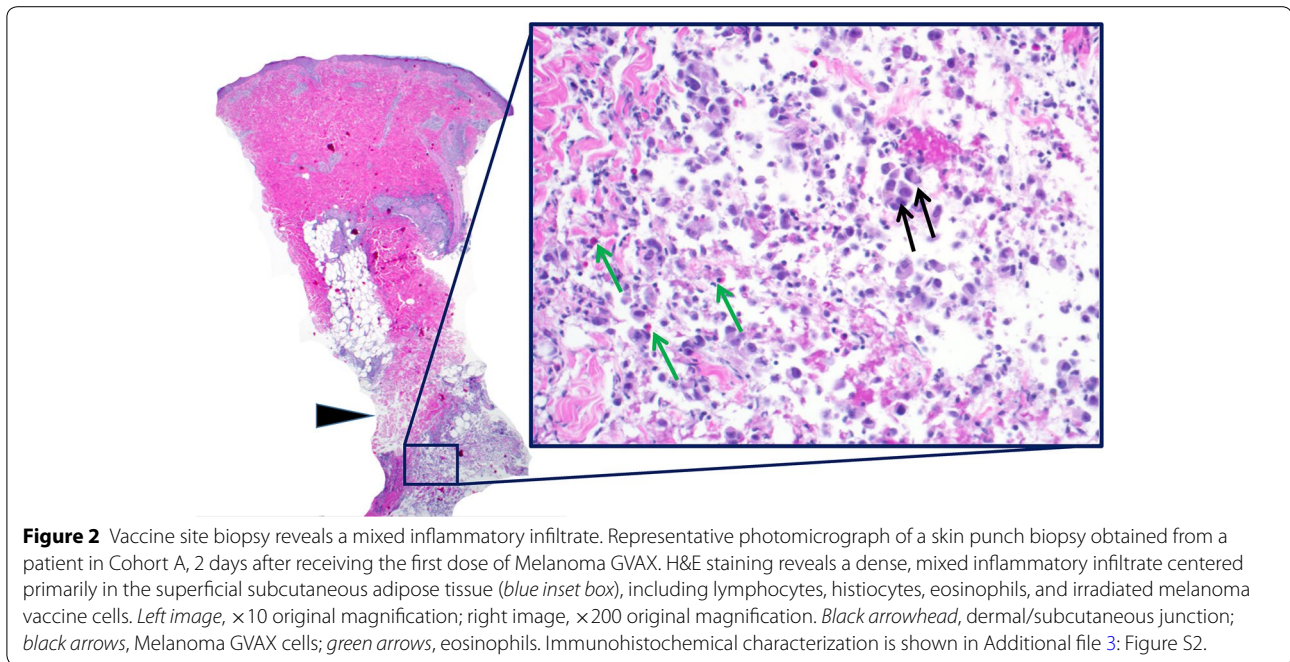 Figure 2 Vaccine site biopsy reveals a mixed inflammatory infiltrate. Representative photomicrograph of a skin punch biopsy obtained from a
patient in Cohort A, 2 days after receiving the first dose of Melanoma GVAX. H&E staining reveals a dense, mixed inflammatory infiltrate centered
primarily in the superficial subcutaneous adipose tissue (blue inset box), including lymphocytes, histiocytes, eosinophils, and irradiated melanoma
vaccine cells. Left image, ×10 original magnification; right image, ×200 original magnification. Black arrowhead, dermal/subcutaneous junction;
black arrows, Melanoma GVAX cells; green arrows, eosinophils. Immunohistochemical characterization is shown in Additional file 3: Figure S2.